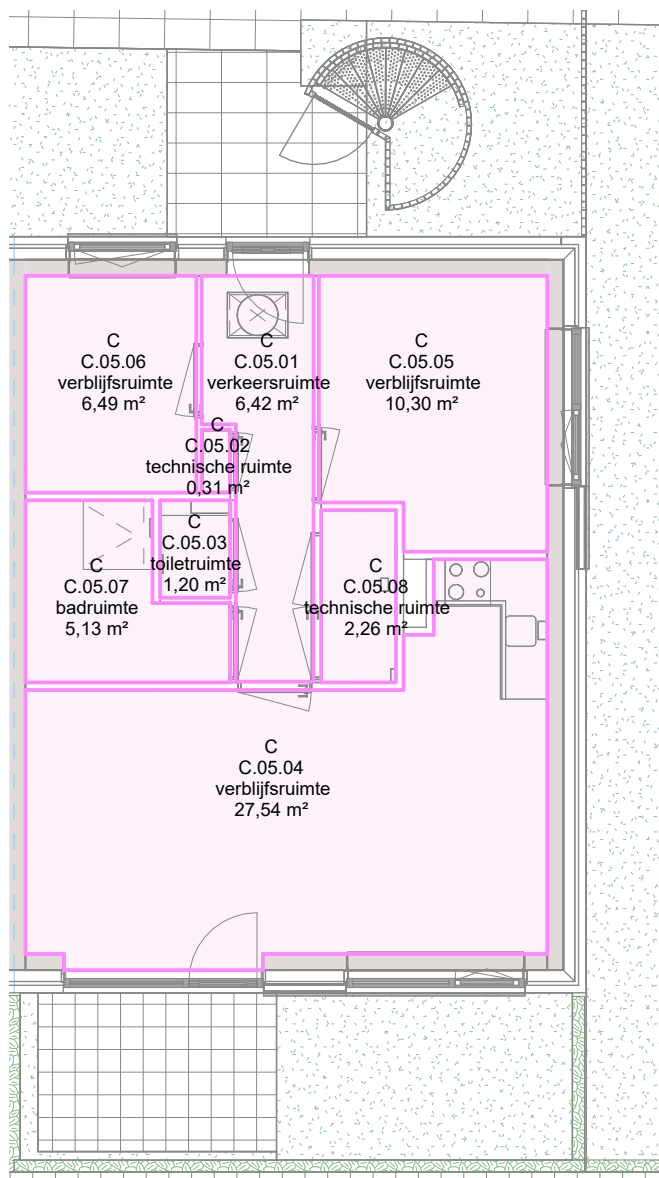 C
C.05.06
verblijfsruimte
6,49 m²
C
C.05.01
verkeersruimte
6,42 m²
C
C.05.05
verblijfsruimte
10,30 m²
C
C.05.02
technische ruimte
0,31 m²
C
C.05.03
toiletruimte
1,20 m²
C
C.05.07
badruimte
5,13 m²
C
C.05.08
technische ruimte
2,26 m²
C
C.05.04
verblijfsruimte
27,54 m²